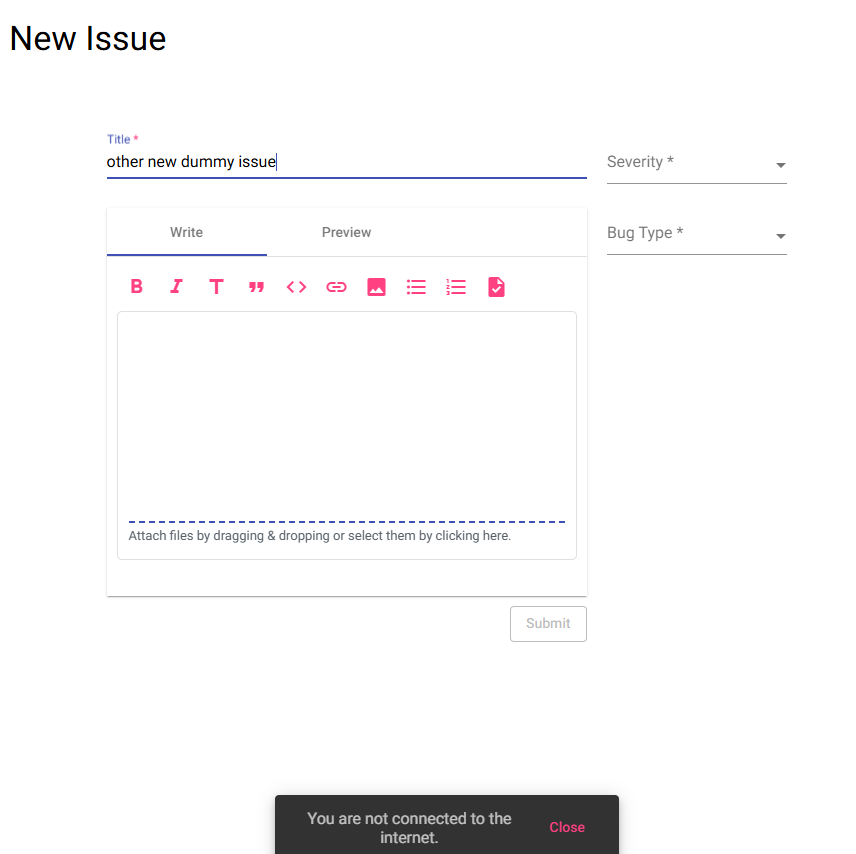 New Issue
Title *
other new dummy issue
Severity *
Write
Preview
Bug Type *
Attach files by dragging & dropping or select them by clicking here.
Submit
You are not connected to the
internet.
Close